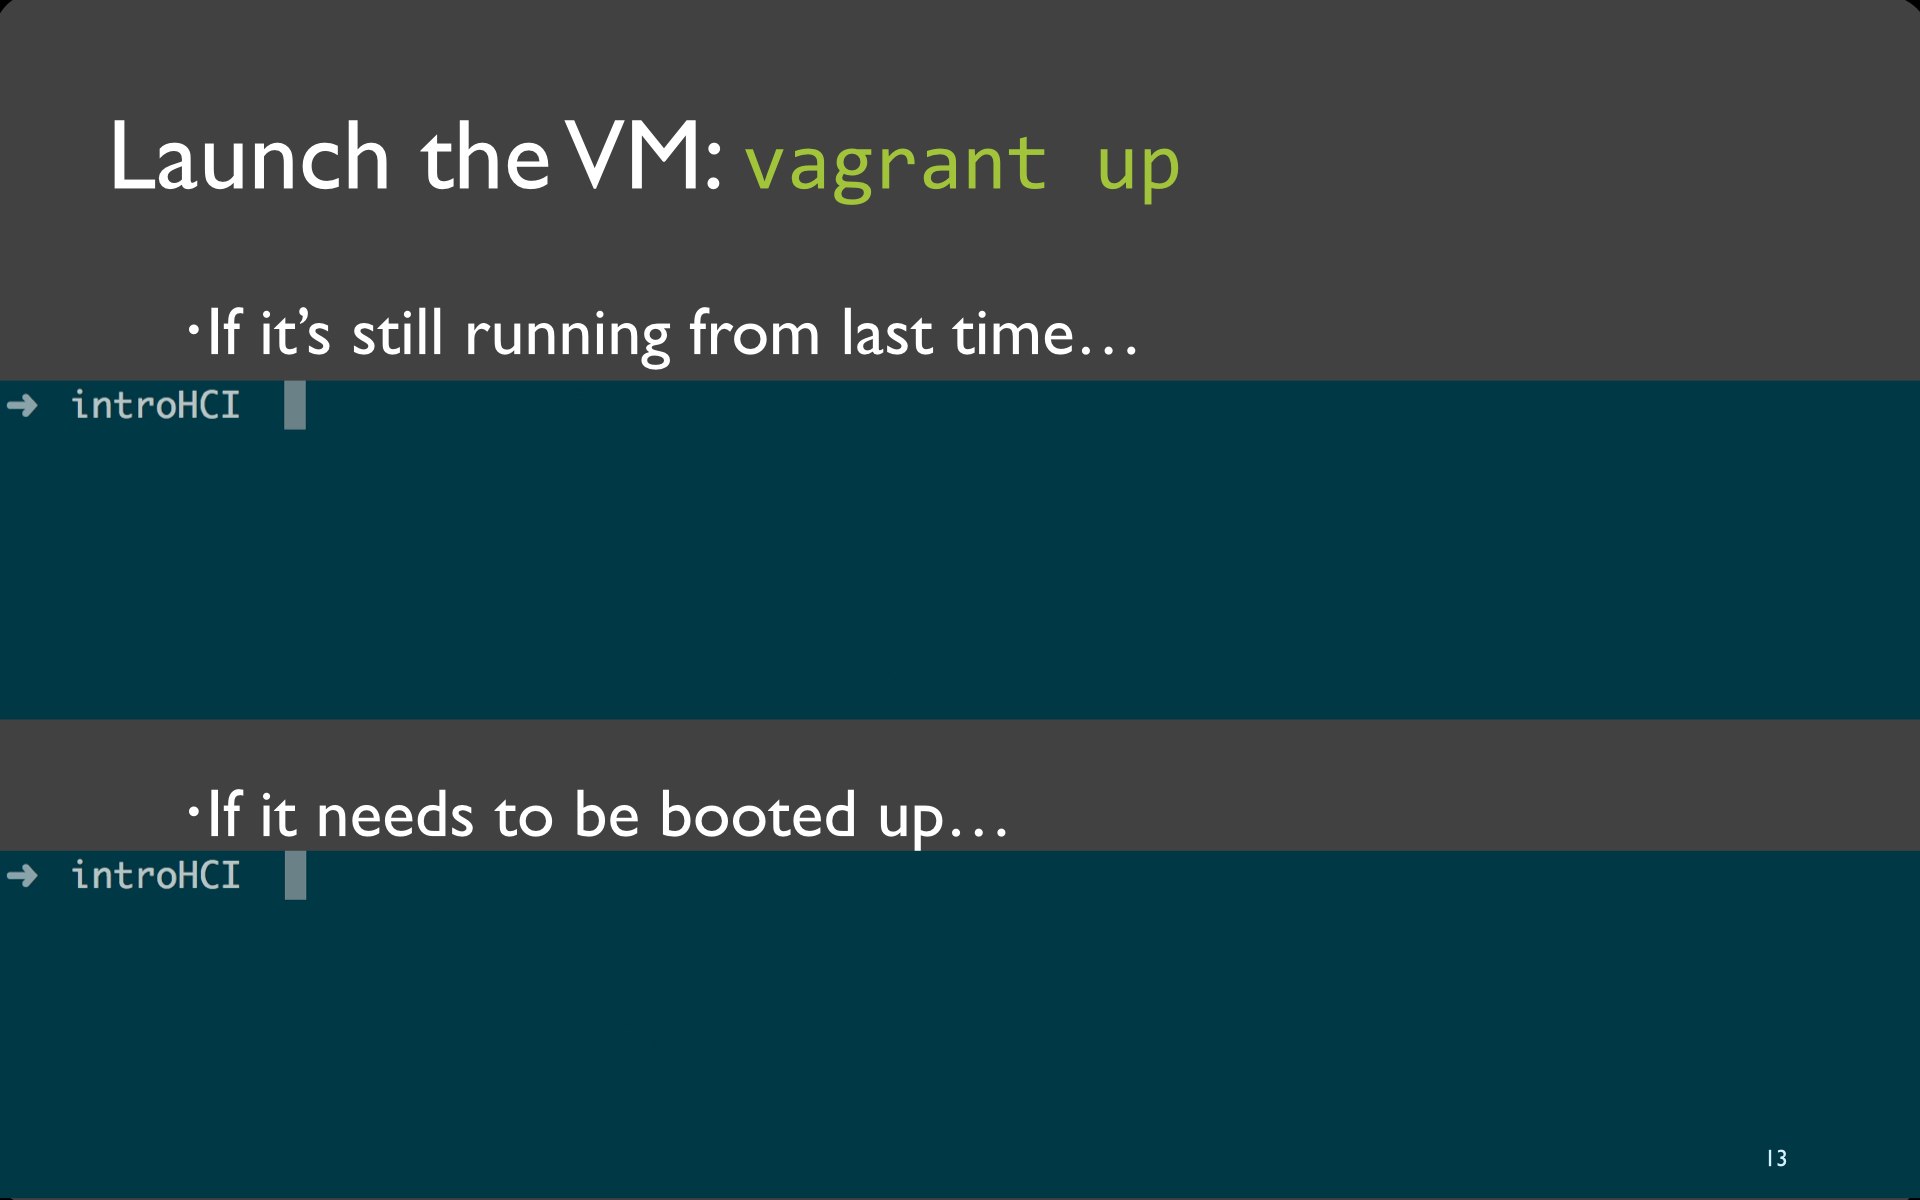 Launch the VM: vagrant up
·If it’s still running from last time…
➜ introHCI
·If it needs to be booted up…
➜ introHCI
13